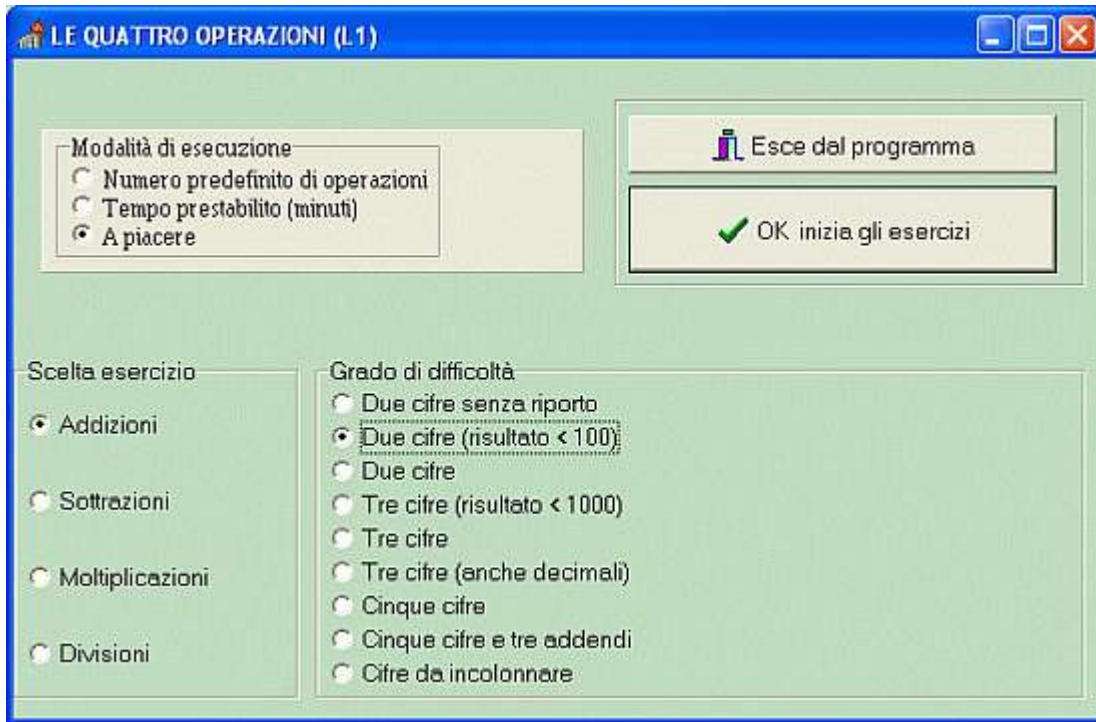 LE QUATTRO OPERAZIONI (L1)
Modalità di esecuzione
Numero predefinito di operazioni
Tempo prestabilito (minuti)
A piacere
Esce dal programma
OK inizia gli esercizi
Scelta esercizio
Addizioni
Sottrazioni
Moltiplicazioni
Divisioni
Grado di difficoltà
Due cifre senza riporto
Due cifre (risultato < 100)
Due cifre
Tre cifre (risultato < 1000)
Tre cifre
Tre cifre (anche decimali)
Cinque cifre
Cinque cifre e tre addendi
Cifre da incolonnare